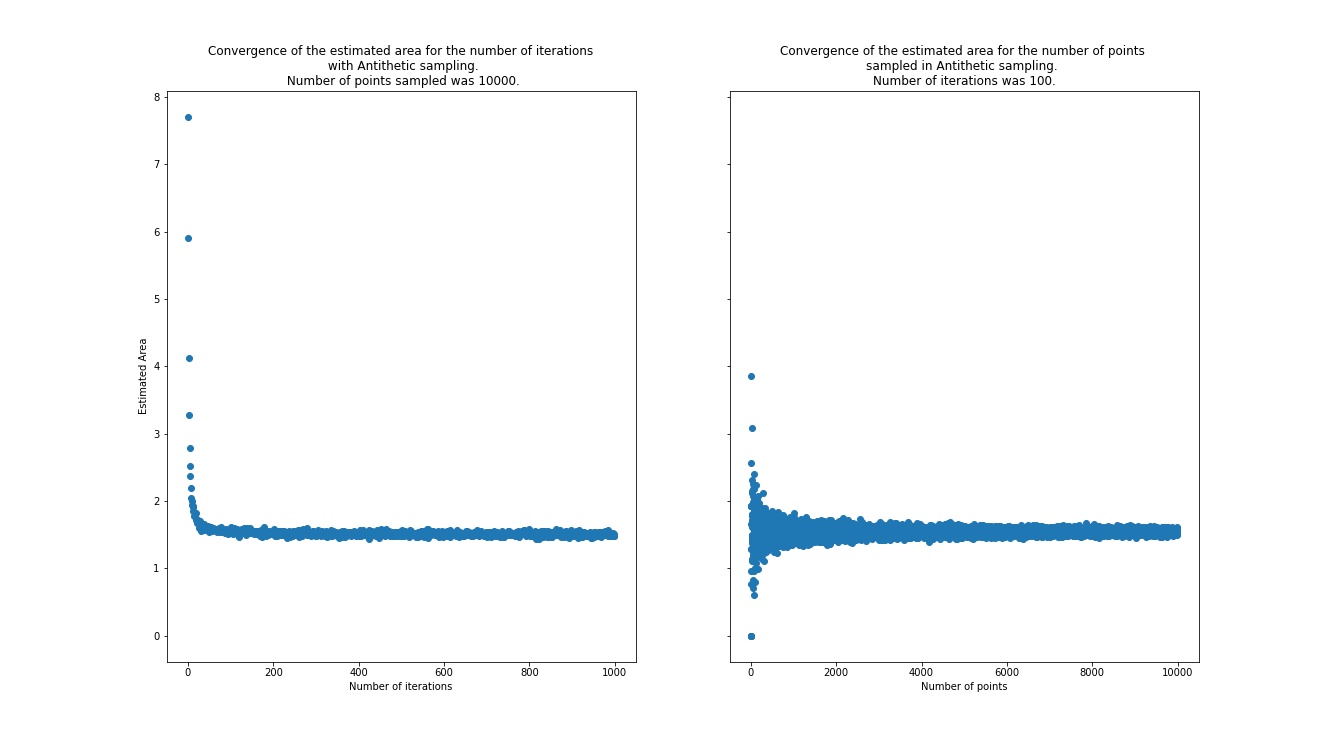 Convergence of the estimated area for the number of iterations
with Antithetic sampling.
Number of points sampled was 10000.
8
7
6
5
4
3
2
1
0
Estimated Area
0 200 400 600 800 1000
Number of iterations
Convergence of the estimated area for the number of points
sampled in Antithetic sampling.
Number of iterations was 100.
0 2000 4000 6000 8000 10000
Number of points